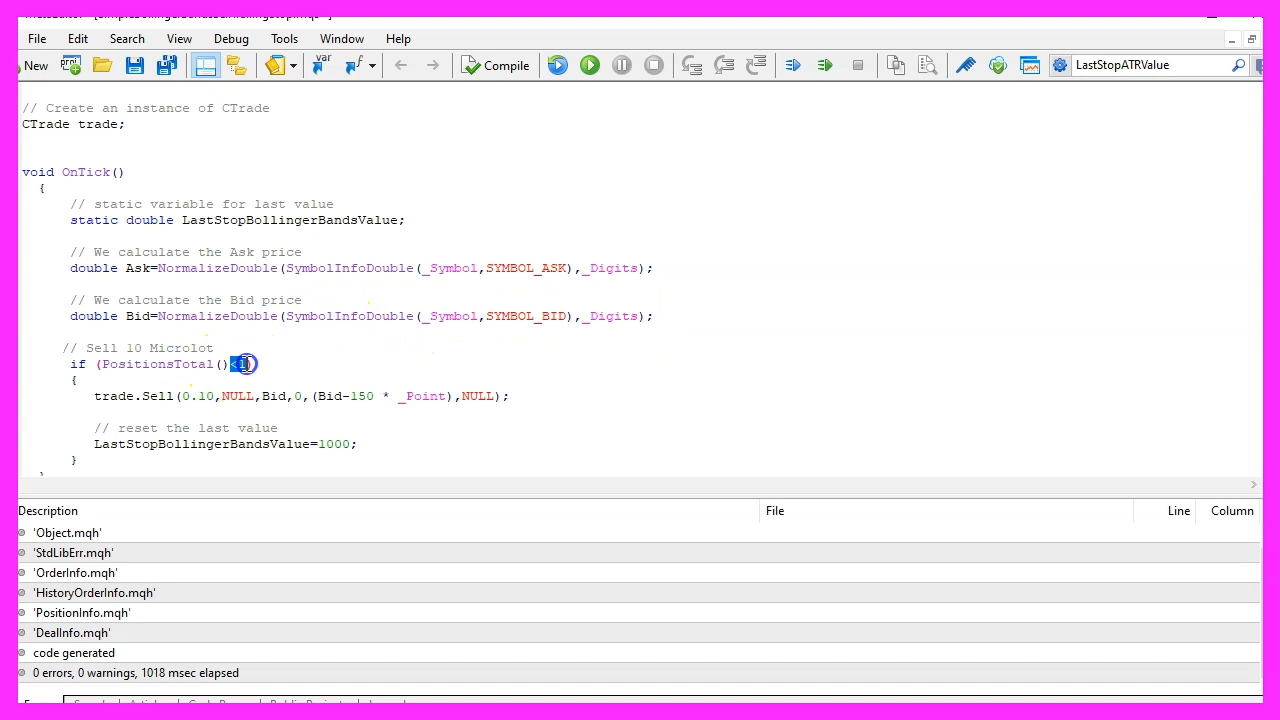 File Edit Search View Debug Tools Window Help
New Compile LastStopATRValue
// Create an instance of CTrade
CTrade trade;
void OnTick()
{
// static variable for last value
static double LastStopBollingerBandsValue;
// We calculate the Ask price
double Ask=NormalizeDouble(SymbolInfoDouble(_Symbol,SYMBOL_ASK),_Digits);
// We calculate the Bid price
double Bid=NormalizeDouble(SymbolInfoDouble(_Symbol,SYMBOL_BID),_Digits);
// Sell 10 Microlot
if (PositionsTotal()<1)
{
trade.Sell(0.10,NULL,Bid,0,(Bid-150 * _Point),NULL);
// reset the last value
LastStopBollingerBandsValue=1000;
}
Description File Line Column
'Object.mqh'
'StdLibErr.mqh'
'OrderInfo.mqh'
'HistoryOrderInfo.mqh'
'PositionInfo.mqh'
'DealInfo.mqh'
code generated
0 errors, 0 warnings, 1018 msec elapsed